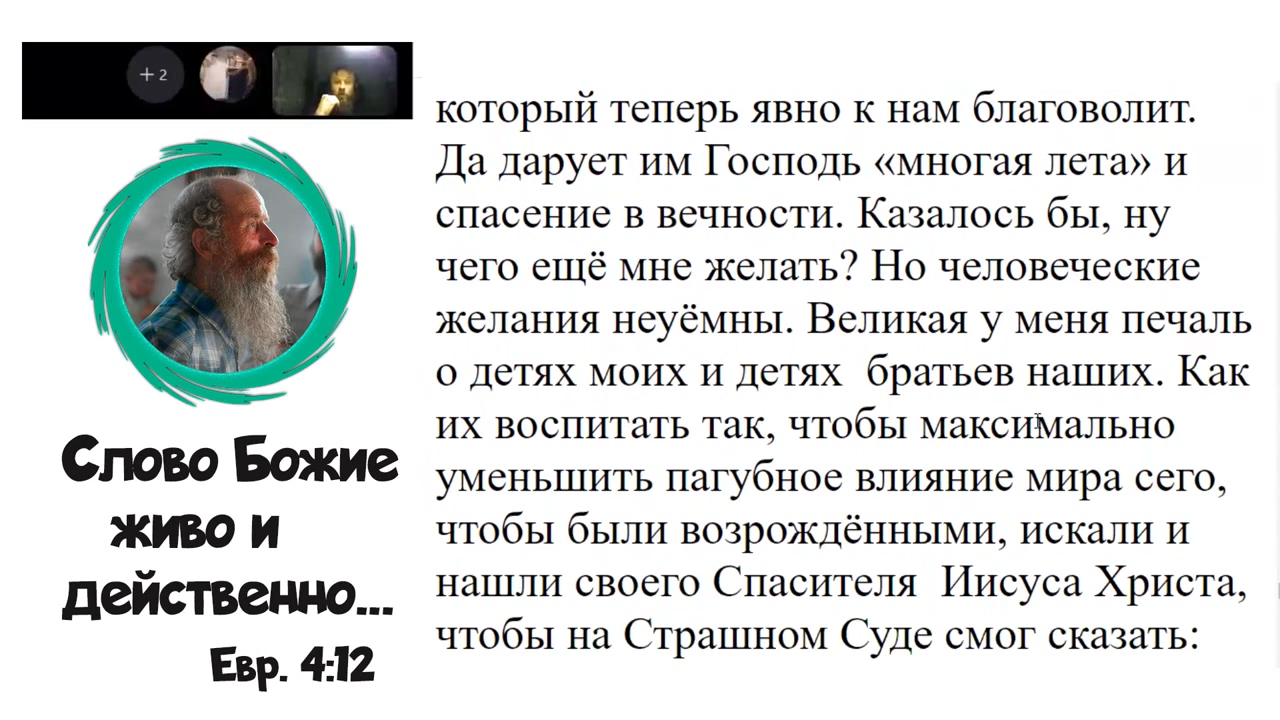 + 2
который теперь явно к нам благоволит.
Да дарует им Господь «многая лета» и
спасение в вечности. Казалось бы, ну
чего ещё мне желать? Но человеческие
желания неуёмны. Великая у меня печаль
о детях моих и детях братьев наших. Как
их воспитать так, чтобы максимально
уменьшить пагубное влияние мира сего,
чтобы были возрождёнными, искали и
нашли своего Спасителя Иисуса Христа,
чтобы на Страшном Суде смог сказать:
Слово Божие
живо и
действенно...
Евр. 4:12